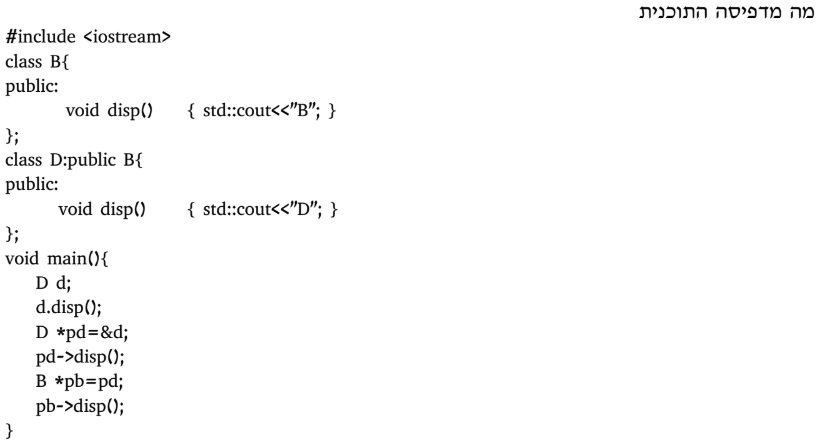 מה מדפיסה התוכנית
#include <iostream>
class B{
public:
void disp() { std::cout<<"B"; }
};
class D:public B{
public:
void disp() { std::cout<<"D"; }
};
void main(){
D d;
d.disp();
D *pd=&d;
pd->disp();
B *pb=pd;
pb->disp();
}